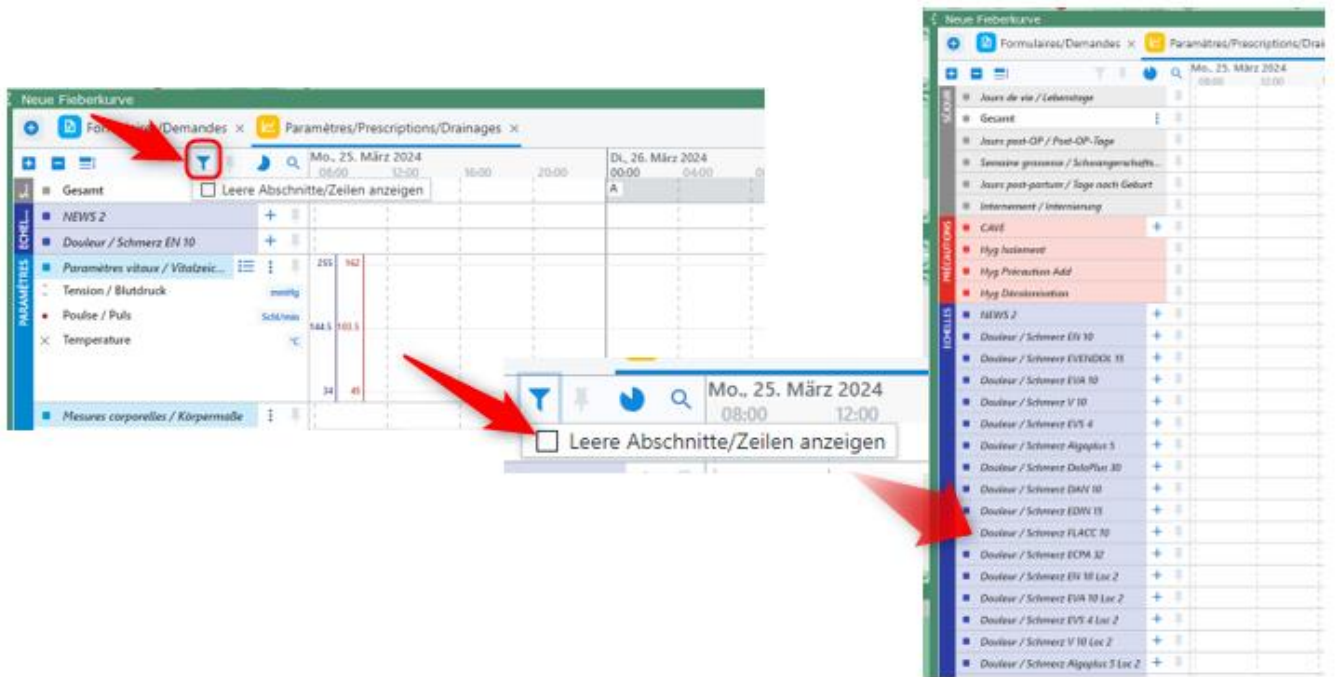 Neue Fieberkurve
Formulaires/Demandes × Paramètres/Prescriptions/Drainages ×
Mo., 25. März 2024 Di., 26. März 2024
08:00 12:00 16:00 20:00 00:00 04:00
Gesamt A
Leere Abschnitte/Zeilen anzeigen
ECHEL...
NEWS 2 +
Douleur / Schmerz EN 10 +
PARAMÈTRES
Paramètres vitaux / Vitalzeic...
255 162
Tension / Blutdruck mmHg
Poulse / Puls Schl/min
144.5 103.5
Temperature °C
34 45
Mesures corporelles / Körpermaße
Mo., 25. März 2024
08:00 12:00
Leere Abschnitte/Zeilen anzeigen
Neue Fieberkurve
Formulaires/Demandes × Paramètres/Prescriptions/Drai
Mo., 25. März 2024
08:00 12:00
SÉJOUR
Jours de vie / Lebenstage
Gesamt
Jours post-OP / Post-OP-Tage
Semaine grossesse / Schwangerschafts...
Jours post-partum / Tage nach Geburt
Internement / Internierung
PRÉCAUTIONS
CAVE +
Hyg Isolement
Hyg Précaution Add
Hyg Décolonisation
ECHELLES
NEWS 2 +
Douleur / Schmerz EN 10 +
Douleur / Schmerz EVENDOL 15 +
Douleur / Schmerz EVA 10 +
Douleur / Schmerz V 10 +
Douleur / Schmerz EVS 4 +
Douleur / Schmerz Algoplus 5 +
Douleur / Schmerz DoloPlus 30 +
Douleur / Schmerz DAN 10 +
Douleur / Schmerz EDIN 15 +
Douleur / Schmerz FLACC 10 +
Douleur / Schmerz ECPA 32 +
Douleur / Schmerz EN 10 Loc 2 +
Douleur / Schmerz EVA 10 Loc 2 +
Douleur / Schmerz EVS 4 Loc 2 +
Douleur / Schmerz V 10 Loc 2 +
Douleur / Schmerz Algoplus 5 Loc 2 +